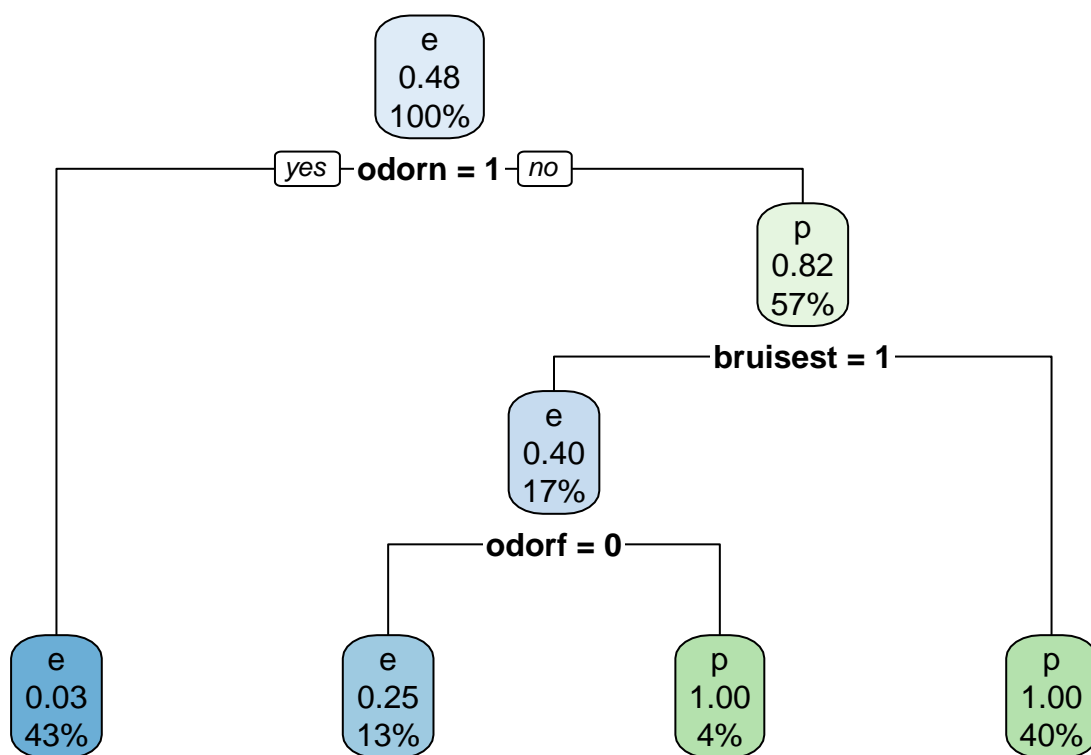 e
0.48
100%
yes odorn = 1 no
p
0.82
57%
bruisest = 1
e
0.40
17%
odorf = 0
e
0.03
43%
e
0.25
13%
p
1.00
4%
p
1.00
40%